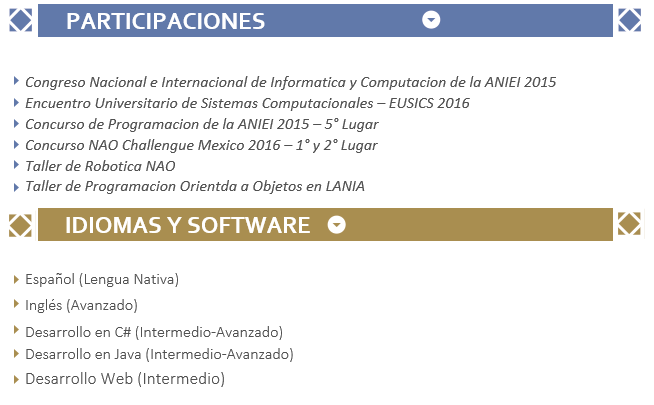 PARTICIPACIONES
Congreso Nacional e Internacional de Informatica y Computacion de la ANIEI 2015
Encuentro Universitario de Sistemas Computacionales – EUSICS 2016
Concurso de Programacion de la ANIEI 2015 – 5° Lugar
Concurso NAO Challengue Mexico 2016 – 1° y 2° Lugar
Taller de Robotica NAO
Taller de Programacion Orientda a Objetos en LANIA
IDIOMAS Y SOFTWARE
Español (Lengua Nativa)
Inglés (Avanzado)
Desarrollo en C# (Intermedio-Avanzado)
Desarrollo en Java (Intermedio-Avanzado)
Desarrollo Web (Intermedio)